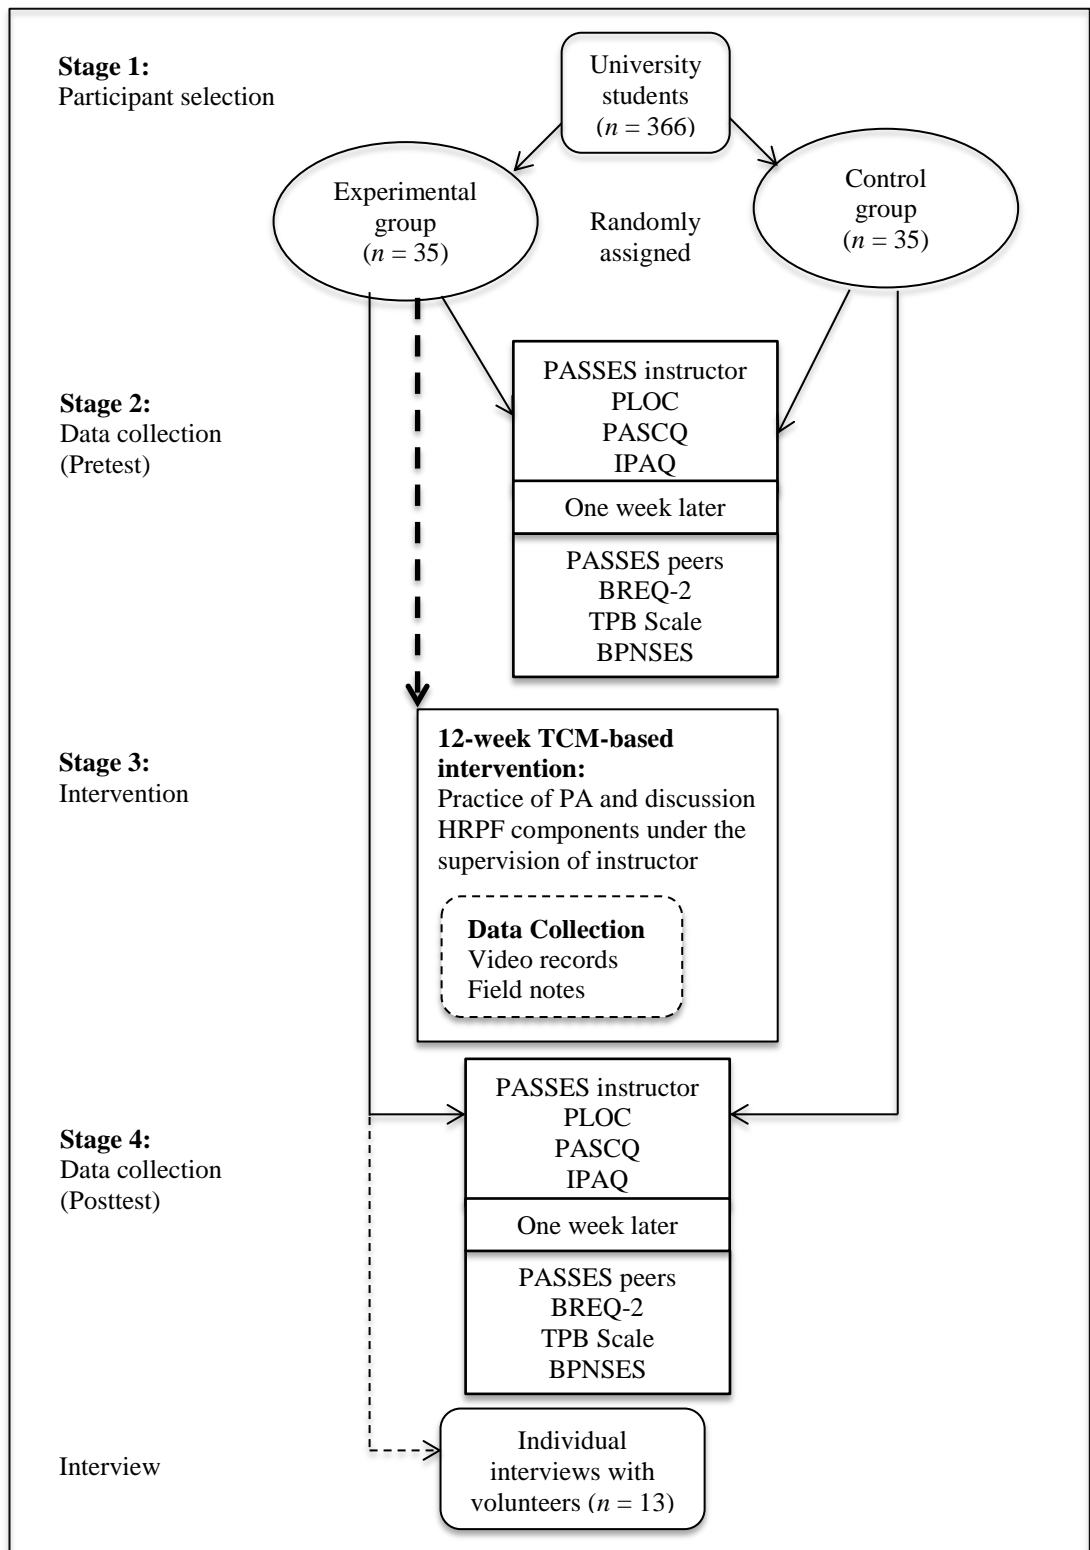 Stage 1:
Participant selection
University
students
(n = 366)
Experimental
group
(n = 35)
Randomly
assigned
Control
group
(n = 35)
Stage 2:
Data collection
(Pretest)
PASSES instructor
PLOC
PASCQ
IPAQ
One week later
PASSES peers
BREQ-2
TPB Scale
BPNSES
Stage 3:
Intervention
12-week TCM-based
intervention:
Practice of PA and discussion
HRPF components under the
supervision of instructor
Data Collection
Video records
Field notes
Stage 4:
Data collection
(Posttest)
PASSES instructor
PLOC
PASCQ
IPAQ
One week later
PASSES peers
BREQ-2
TPB Scale
BPNSES
Interview
Individual
interviews with
volunteers (n = 13)